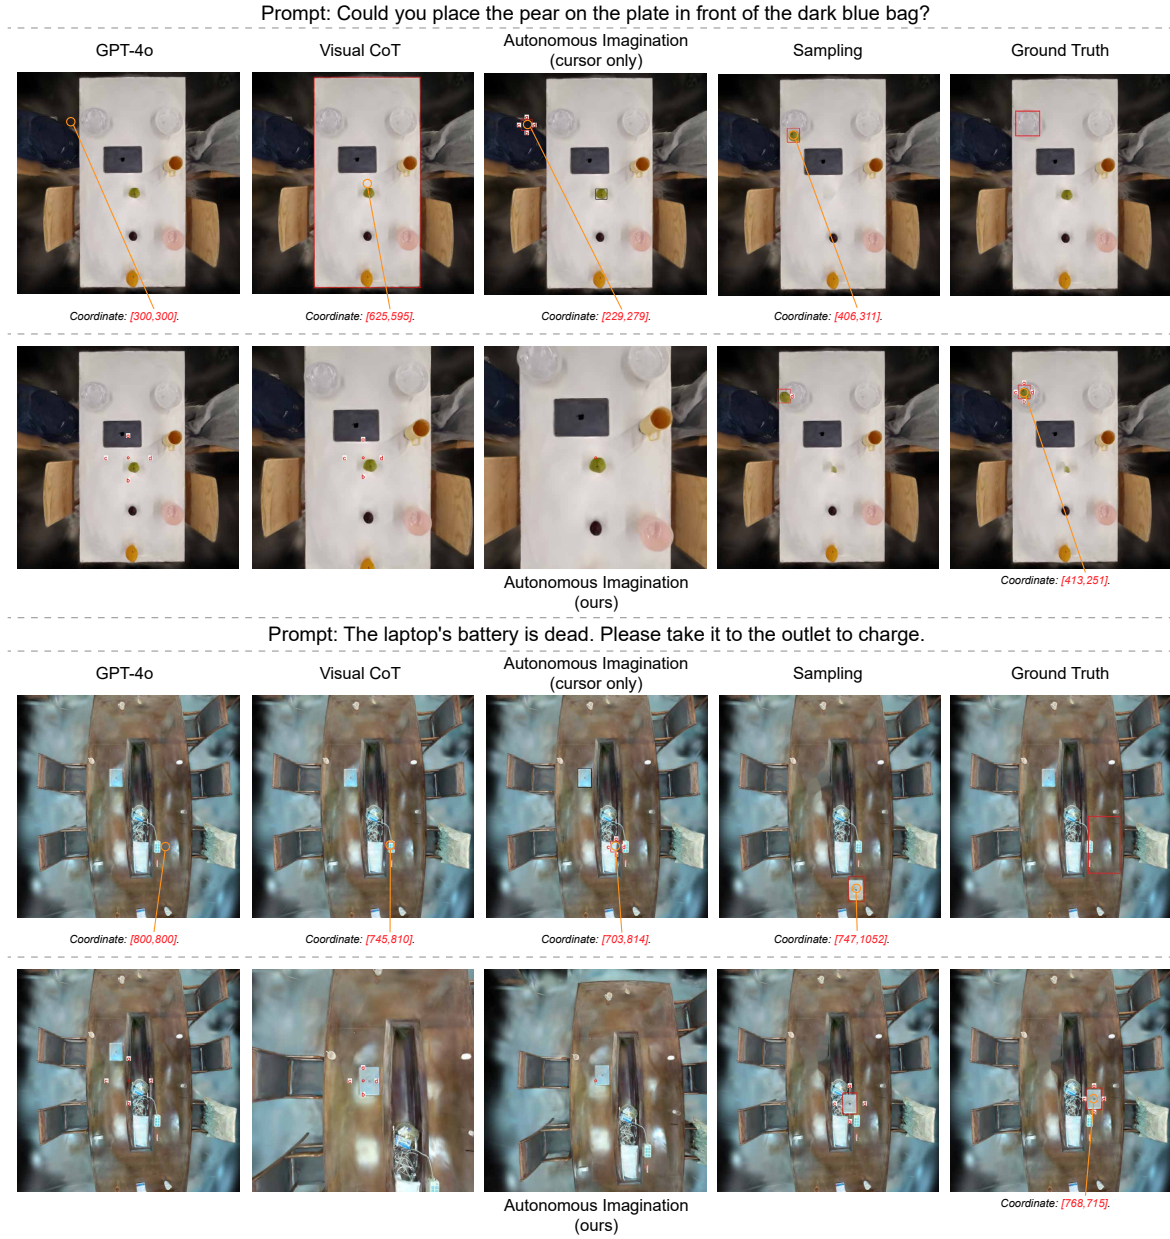 Prompt: Could you place the pear on the plate in front of the dark blue bag?
GPT-4o
Visual CoT
Autonomous Imagination
(cursor only)
Sampling
Ground Truth
Coordinate: [300,300].
Coordinate: [625,595].
Coordinate: [229,279].
Coordinate: [406,311].
Autonomous Imagination
(ours)
Coordinate: [413,251].
Prompt: The laptop's battery is dead. Please take it to the outlet to charge.
GPT-4o
Visual CoT
Autonomous Imagination
(cursor only)
Sampling
Ground Truth
Coordinate: [800,800].
Coordinate: [745,810].
Coordinate: [703,814].
Coordinate: [747,1052].
Autonomous Imagination
(ours)
Coordinate: [768,715].